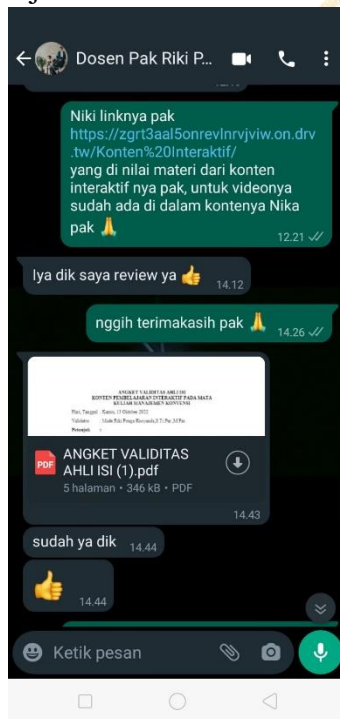 Dosen Pak Riki P...
Niki linknya pak
https://zgrt3aal5onrevlnrvjviw.on.drv
.tw/Konten%20Interaktif/
yang di nilai materi dari konten
interaktif nya pak, untuk videonya
sudah ada di dalam kontenya Nika
pak 🙏
12.21
Iya dik saya review ya 👍
14.12
nggih terimakasih pak 🙏
14.26
ANGKET VALIDITAS AHLI ISI
KONTEN PEMBELAJARAN INTERAKTIF PADA MATA
KULIAH MANAJEMEN KONVENSI
Hari, Tanggal : Kamis, 13 Oktober 2022
Validator :
Petunjuk :
PDF
ANGKET VALIDITAS
AHLI ISI (1).pdf
5 halaman • 346 kB • PDF
14.43
sudah ya dik
14.44
👍
14.44
Ketik pesan